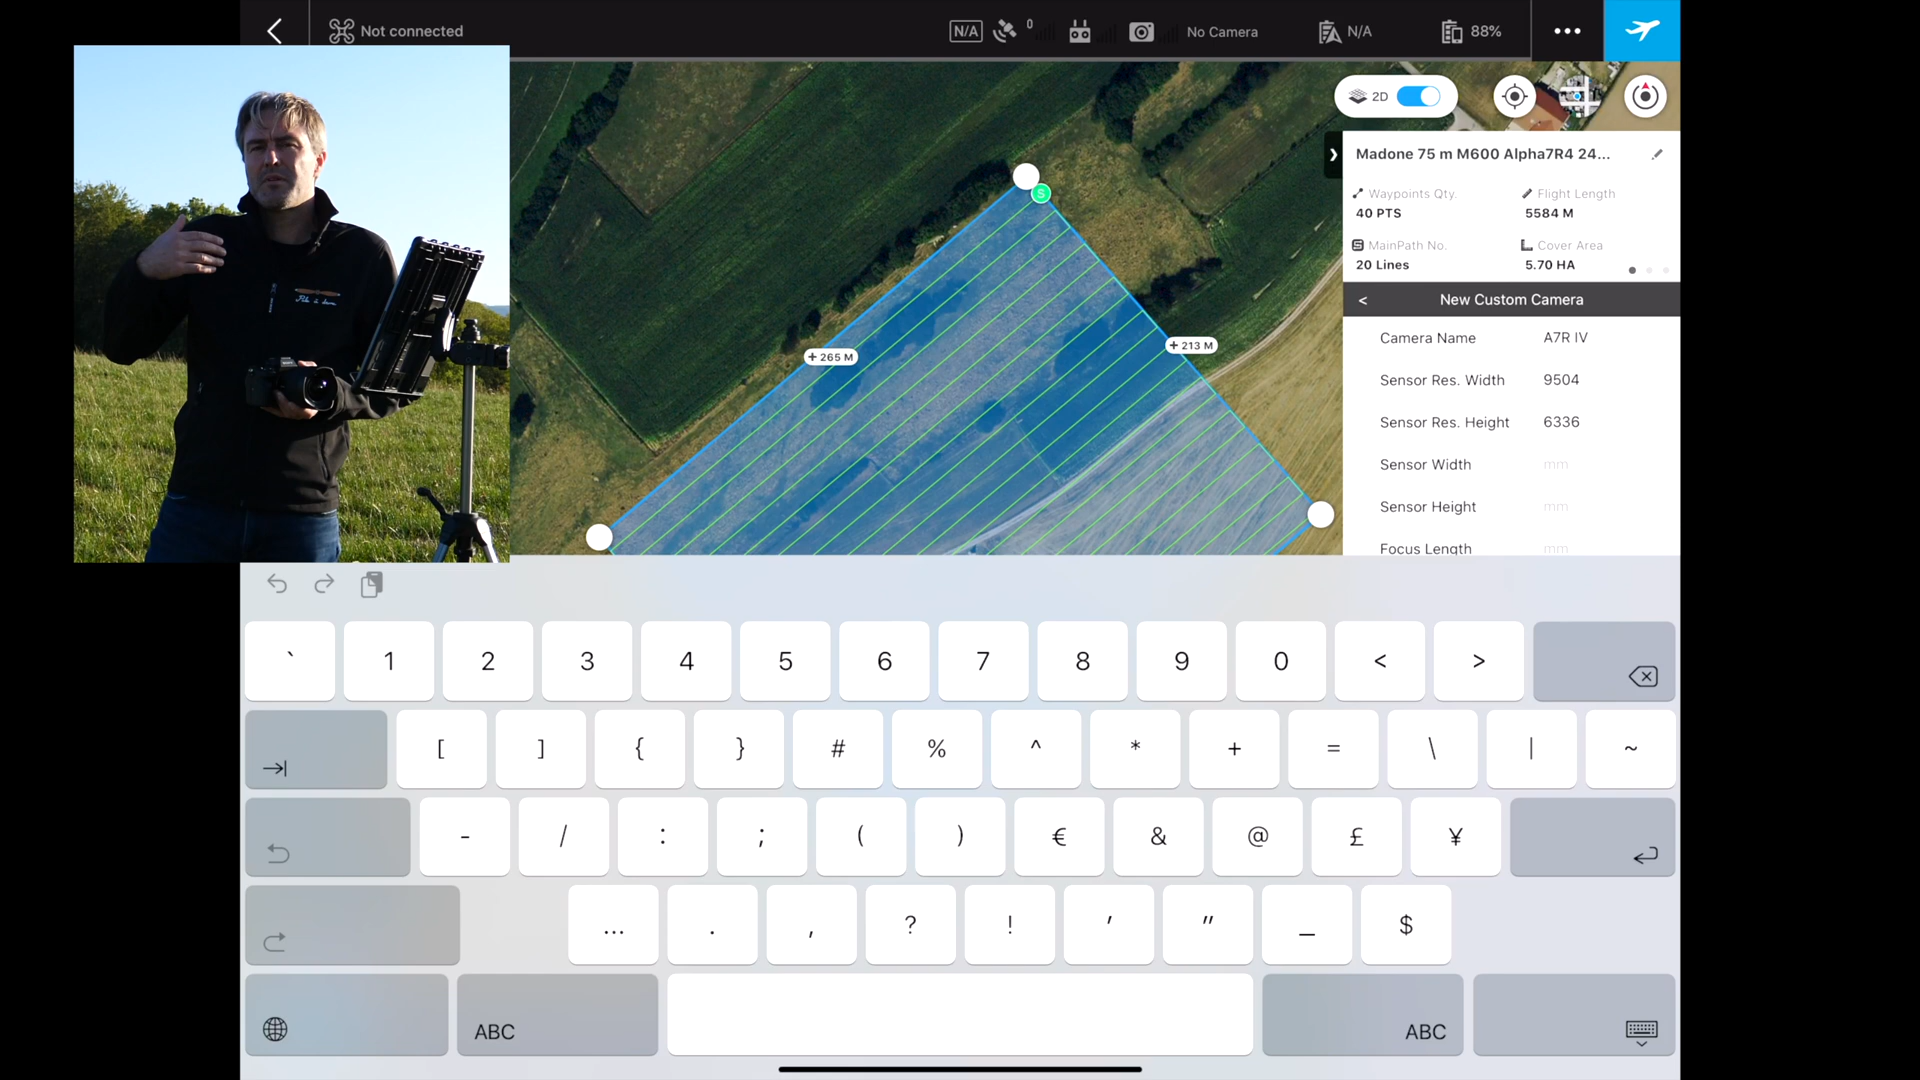 Not connected
N/A
0
No Camera
N/A
88%
2D
Madone 75 m M600 Alpha7R4 24...
Waypoints Qty.
Flight Length
40 PTS
5584 M
MainPath No.
Cover Area
20 Lines
5.70 HA
S
+ 265 M
+ 213 M
< New Custom Camera
Camera Name A7R IV
Sensor Res. Width 9504
Sensor Res. Height 6336
Sensor Width mm
Sensor Height mm
Focus Length mm
` 1 2 3 4 5 6 7 8 9 0 < >
[ ] { } # % ^ * + = \ | ~
- / : ; ( ) € & @ £ ¥
... . , ? ! ' " _ $
ABC ABC